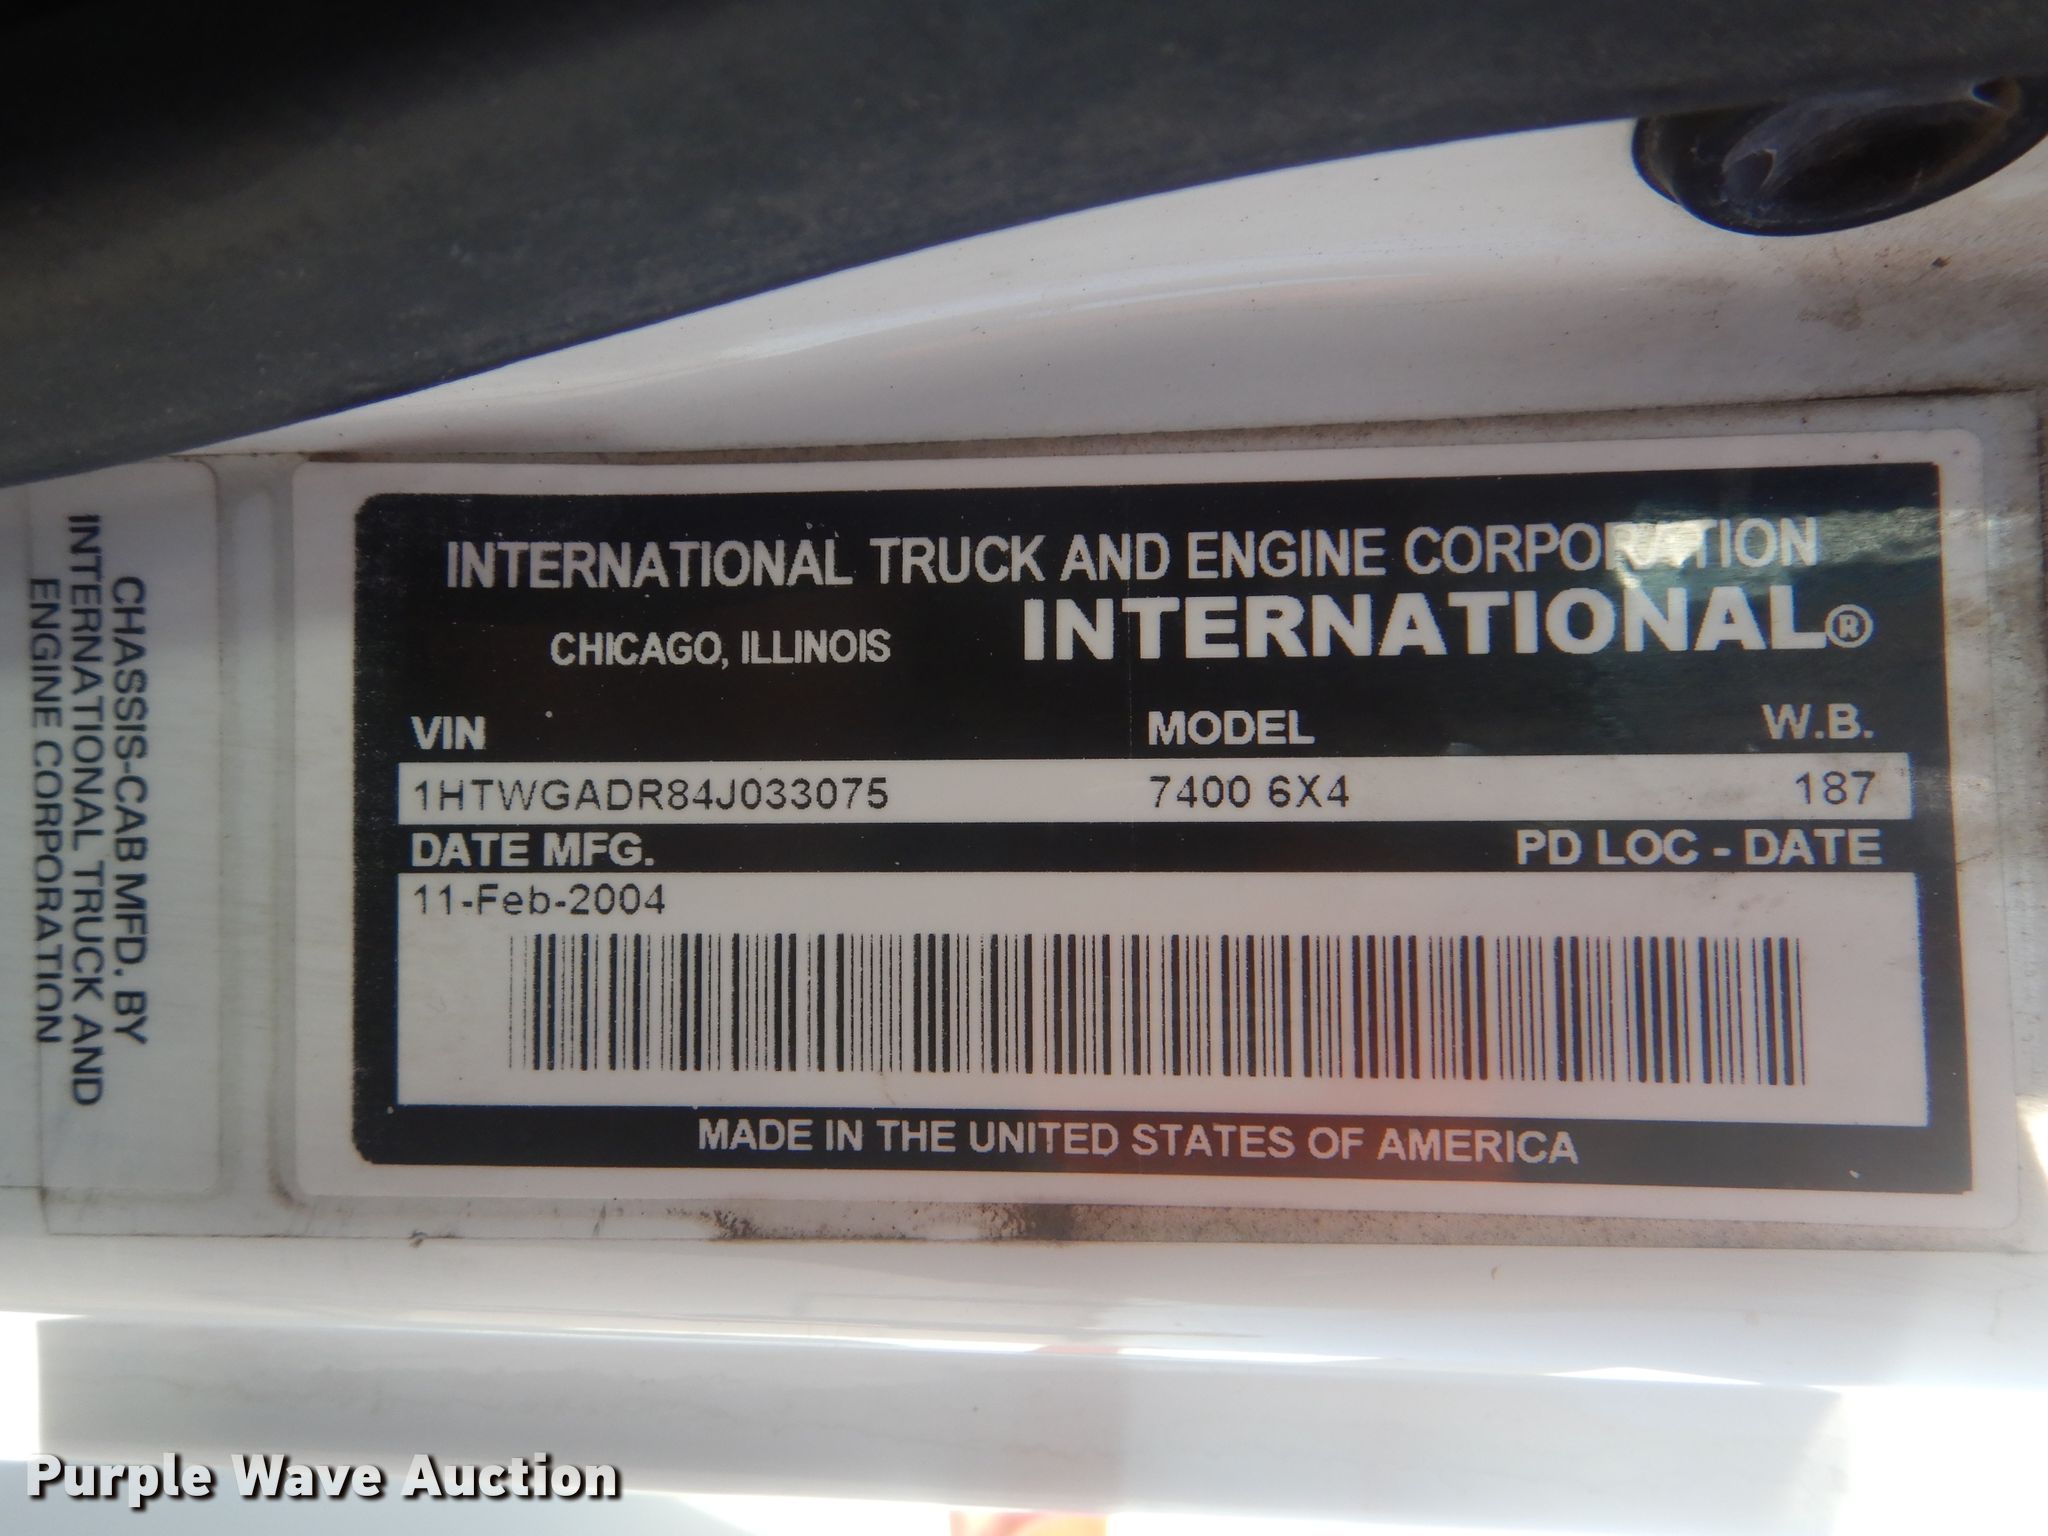 INTERNATIONAL TRUCK AND ENGINE CORPORATION
CHICAGO, ILLINOIS INTERNATIONAL®
VIN MODEL W.B.
1HTWGADR84J033075 7400 6X4 187
DATE MFG. PD LOC - DATE
11-Feb-2004
MADE IN THE UNITED STATES OF AMERICA
CHASSIS-CAB MFD. BY
INTERNATIONAL TRUCK AND
ENGINE CORPORATION
Purple Wave Auction